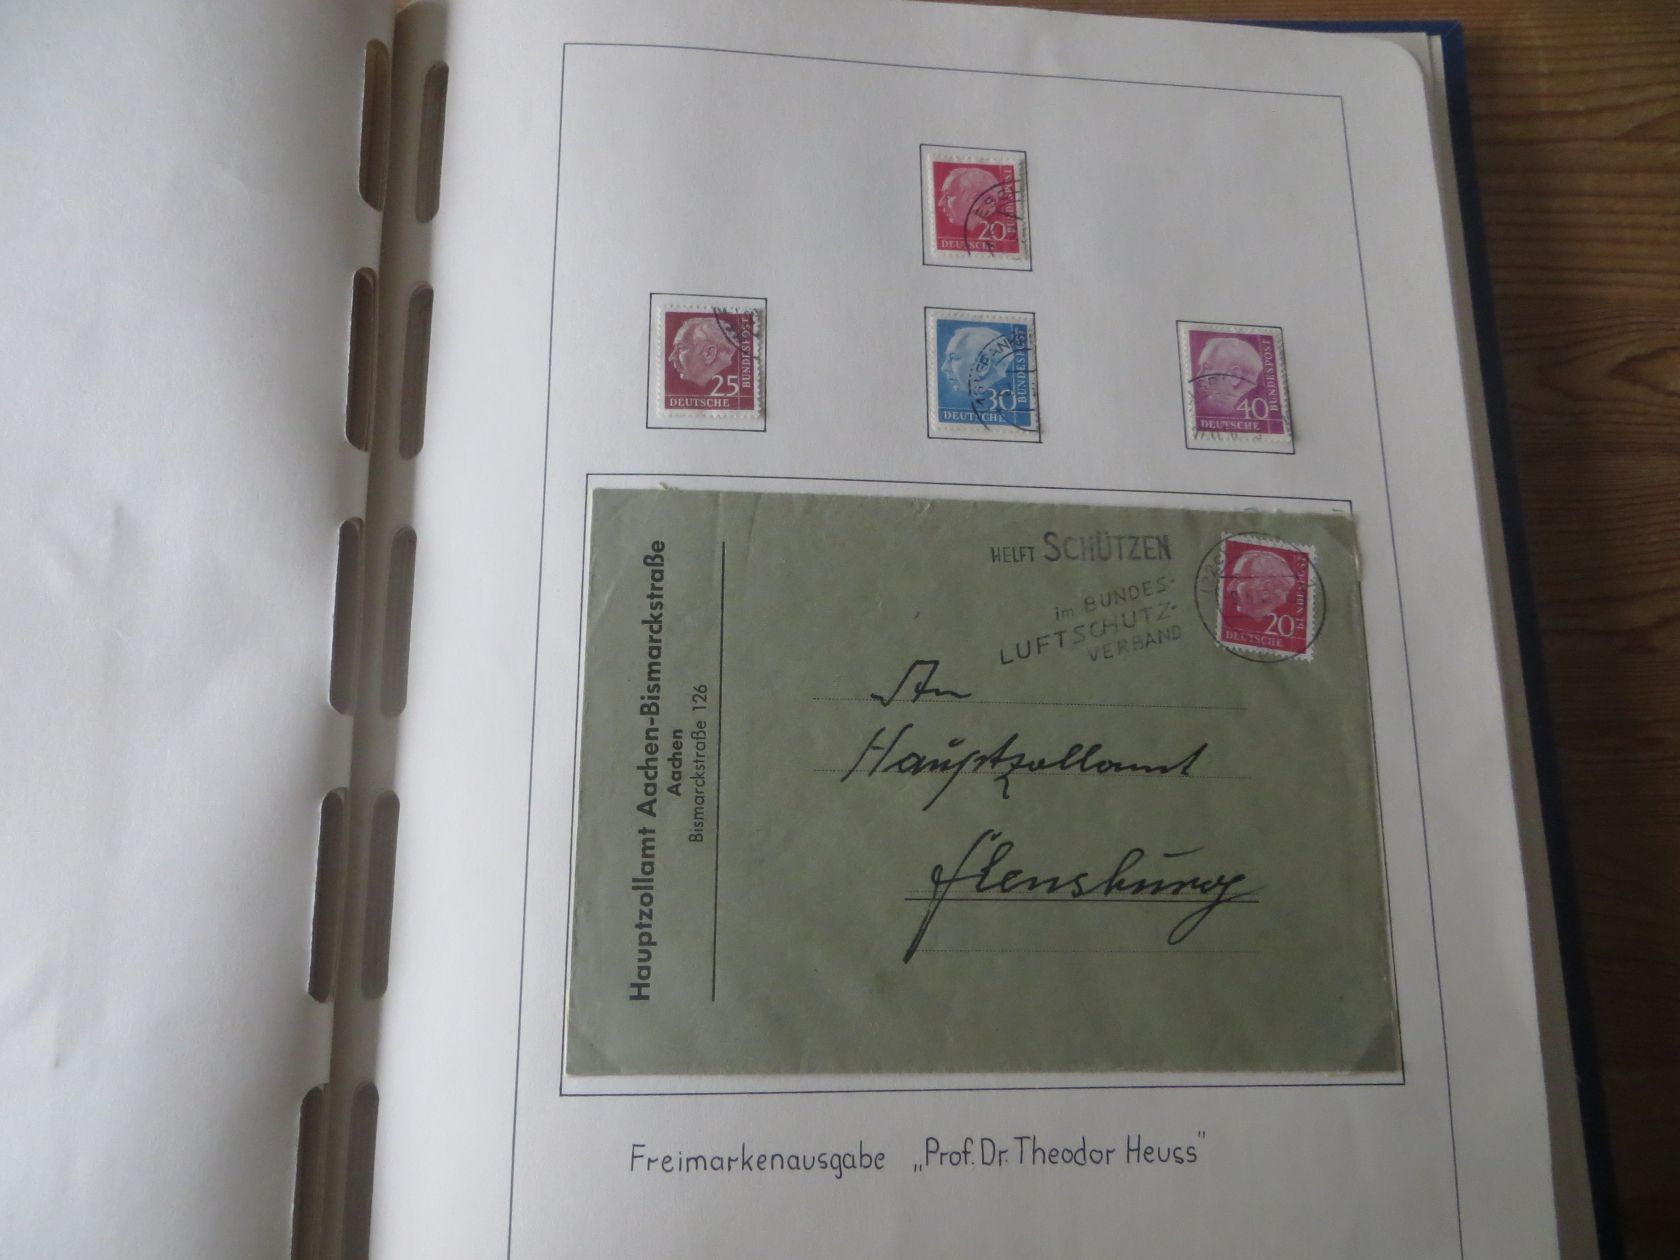 20
DEUTSCHE
BUNDESPOST
25
DEUTSCHE
BUNDESPOST
30
DEUTSCHE
BUNDESPOST
40
DEUTSCHE
BUNDESPOST
Hauptzollamt Aachen-Bismarckstraße
Aachen
Bismarckstraße 126
HELFT SCHÜTZEN
im BUNDES-
LUFTSCHUTZ-
VERBAND
20
DEUTSCHE
BUNDESPOST
An
Hauptzollamt
Flensburg
Freimarkenausgabe „Prof. Dr. Theodor Heuss"